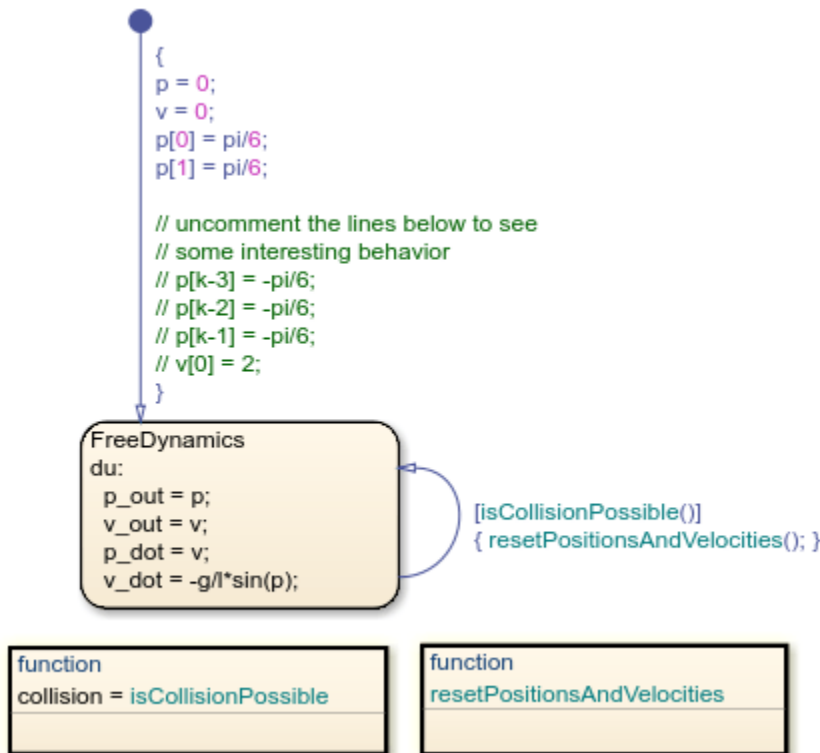 {
p = 0;
v = 0;
p[0] = pi/6;
p[1] = pi/6;
// uncomment the lines below to see
// some interesting behavior
// p[k-3] = -pi/6;
// p[k-2] = -pi/6;
// p[k-1] = -pi/6;
// v[0] = 2;
}
FreeDynamics
du:
p_out = p;
v_out = v;
p_dot = v;
v_dot = -g/l*sin(p);
[isCollisionPossible()]
{ resetPositionsAndVelocities(); }
function
collision = isCollisionPossible
function
resetPositionsAndVelocities